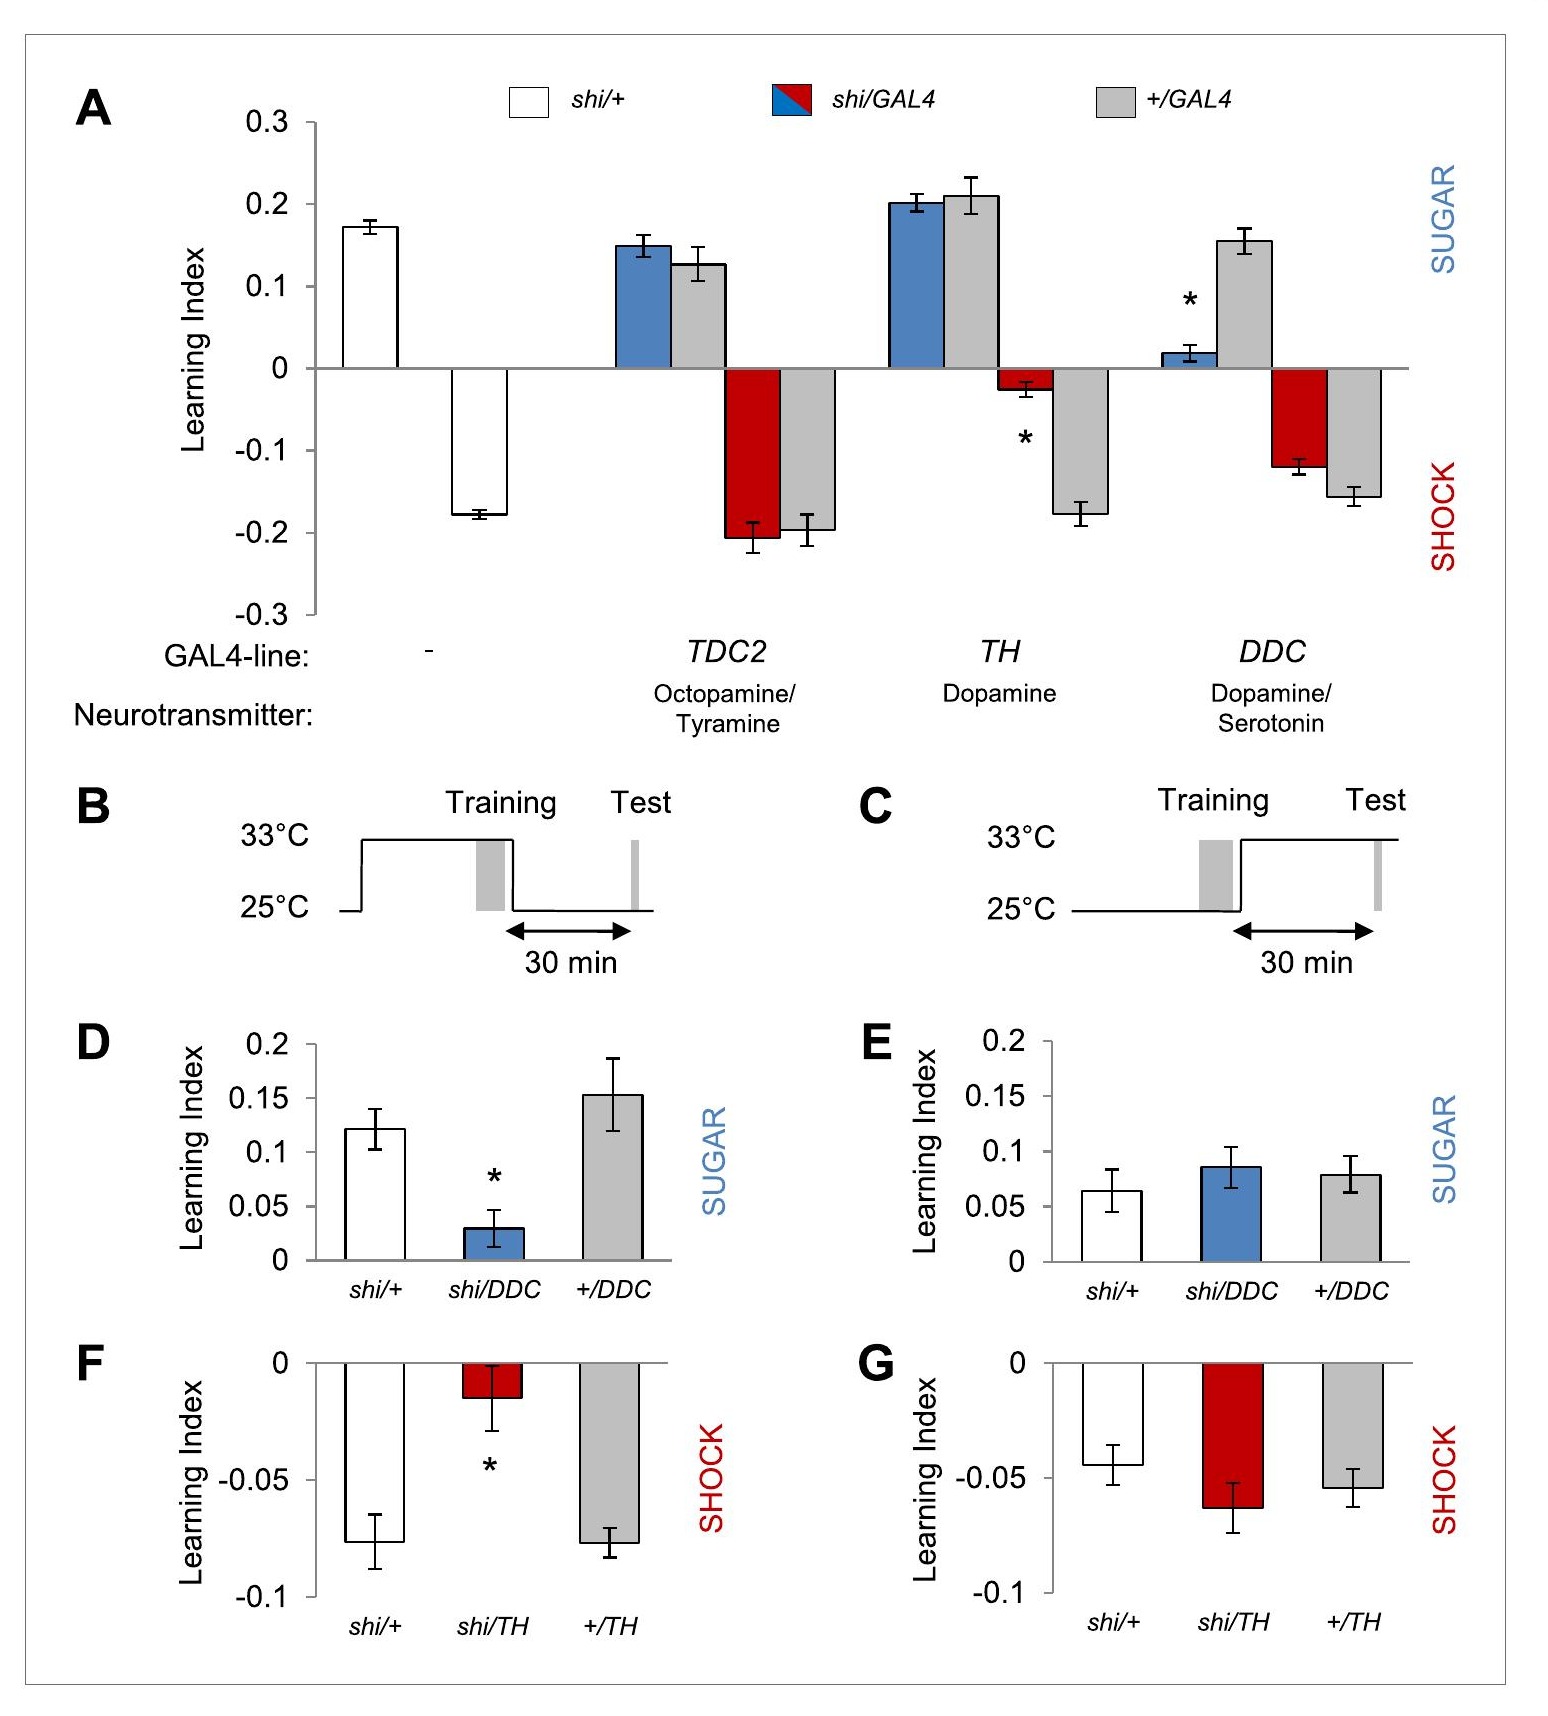 A
shi/+
shi/GAL4
+/GAL4
0.3
0.2
0.1
0
-0.1
-0.2
-0.3
Learning Index
*
*
SUGAR
SHOCK
GAL4-line:
-
TDC2
TH
DDC
Neurotransmitter:
Octopamine/
Tyramine
Dopamine
Dopamine/
Serotonin
B
Training
Test
33°C
25°C
30 min
C
Training
Test
33°C
25°C
30 min
D
Learning Index
0.2
0.15
0.1
0.05
0
*
shi/+
shi/DDC
+/DDC
SUGAR
E
Learning Index
0.2
0.15
0.1
0.05
0
shi/+
shi/DDC
+/DDC
SUGAR
F
Learning Index
0
-0.05
-0.1
*
shi/+
shi/TH
+/TH
SHOCK
G
Learning Index
0
-0.05
-0.1
shi/+
shi/TH
+/TH
SHOCK